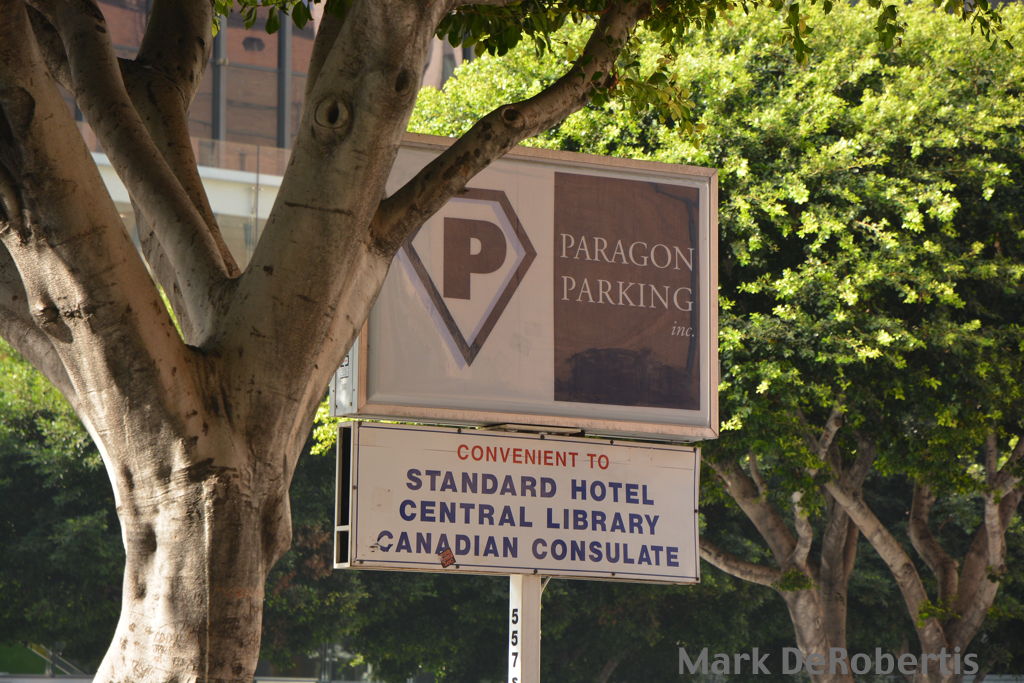 P
PARAGON
PARKING
inc.
CONVENIENT TO
STANDARD HOTEL
CENTRAL LIBRARY
CANADIAN CONSULATE
557
Mark DeRobertis